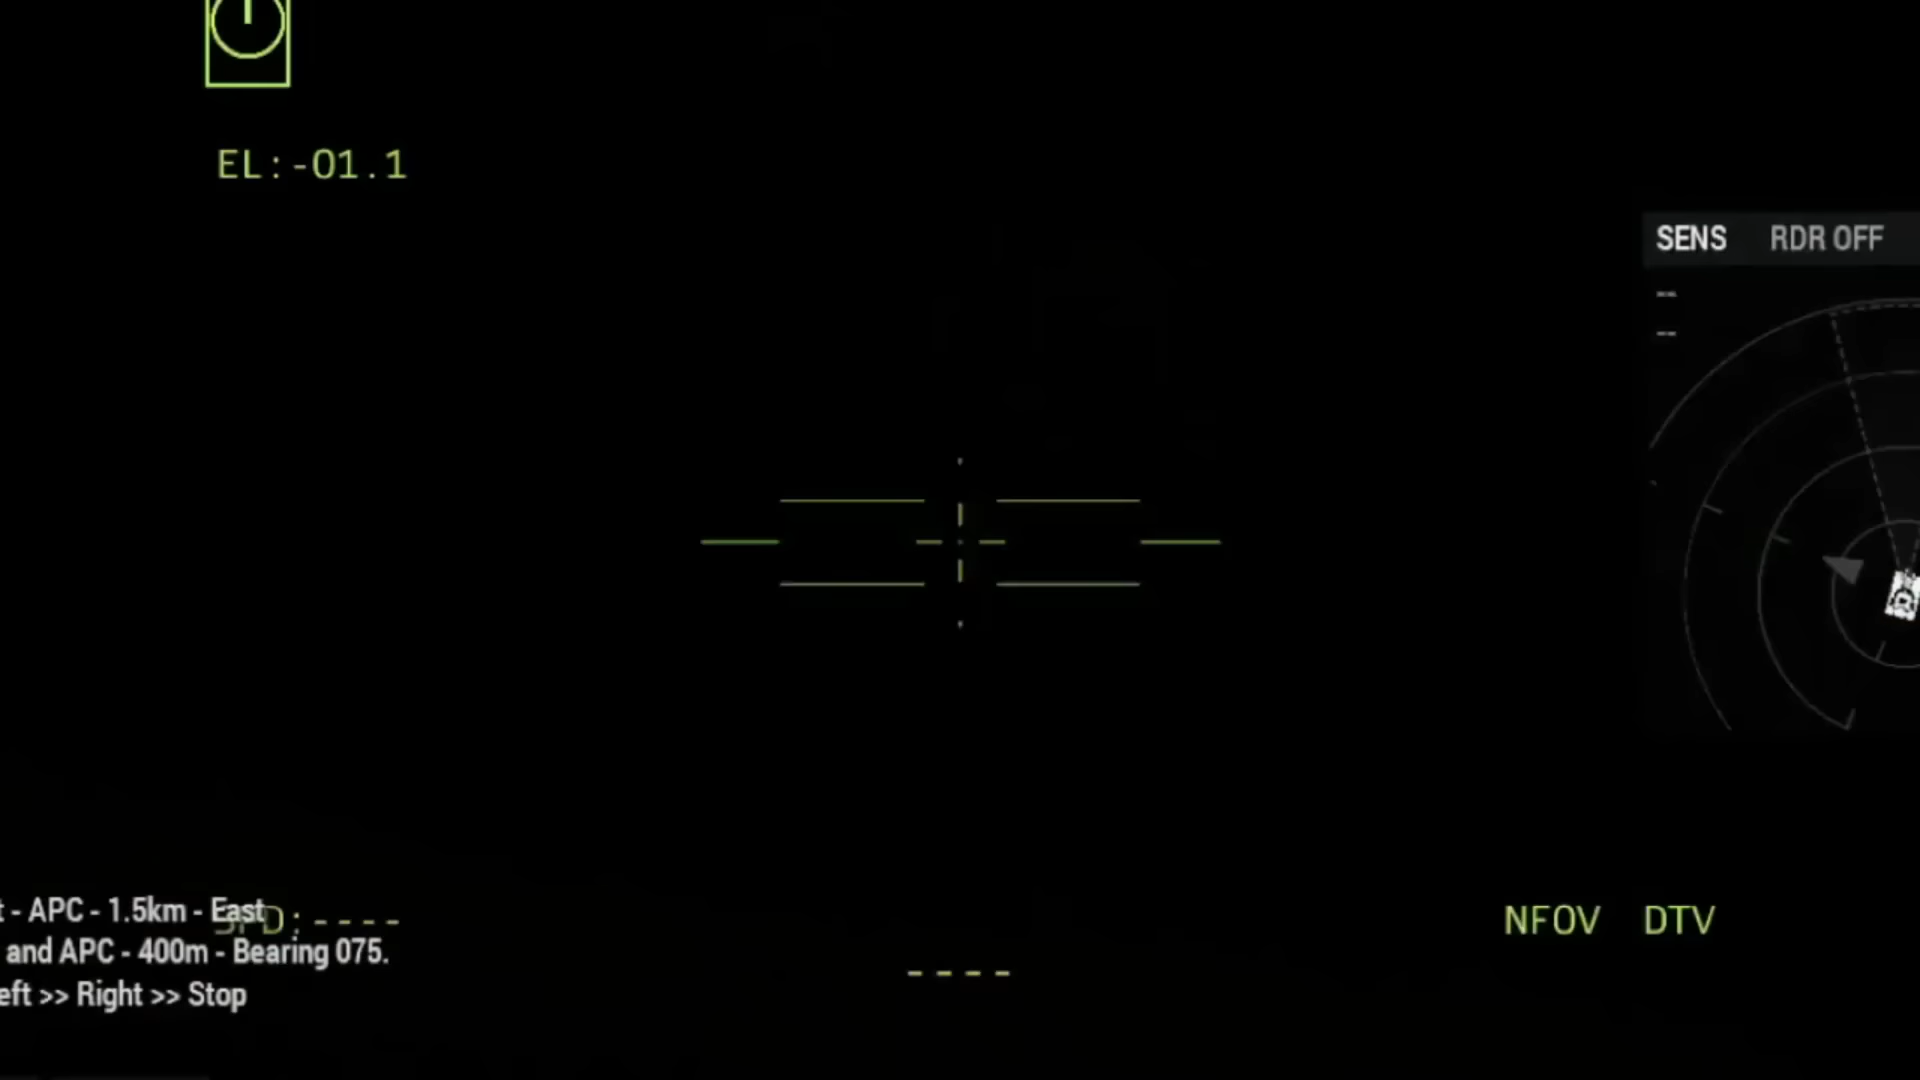 EL:-01.1
SENS RDR OFF
--
--
t - APC - 1.5km - East
SPD:----
and APC - 400m - Bearing 075.
eft >> Right >> Stop
NFOV DTV
----